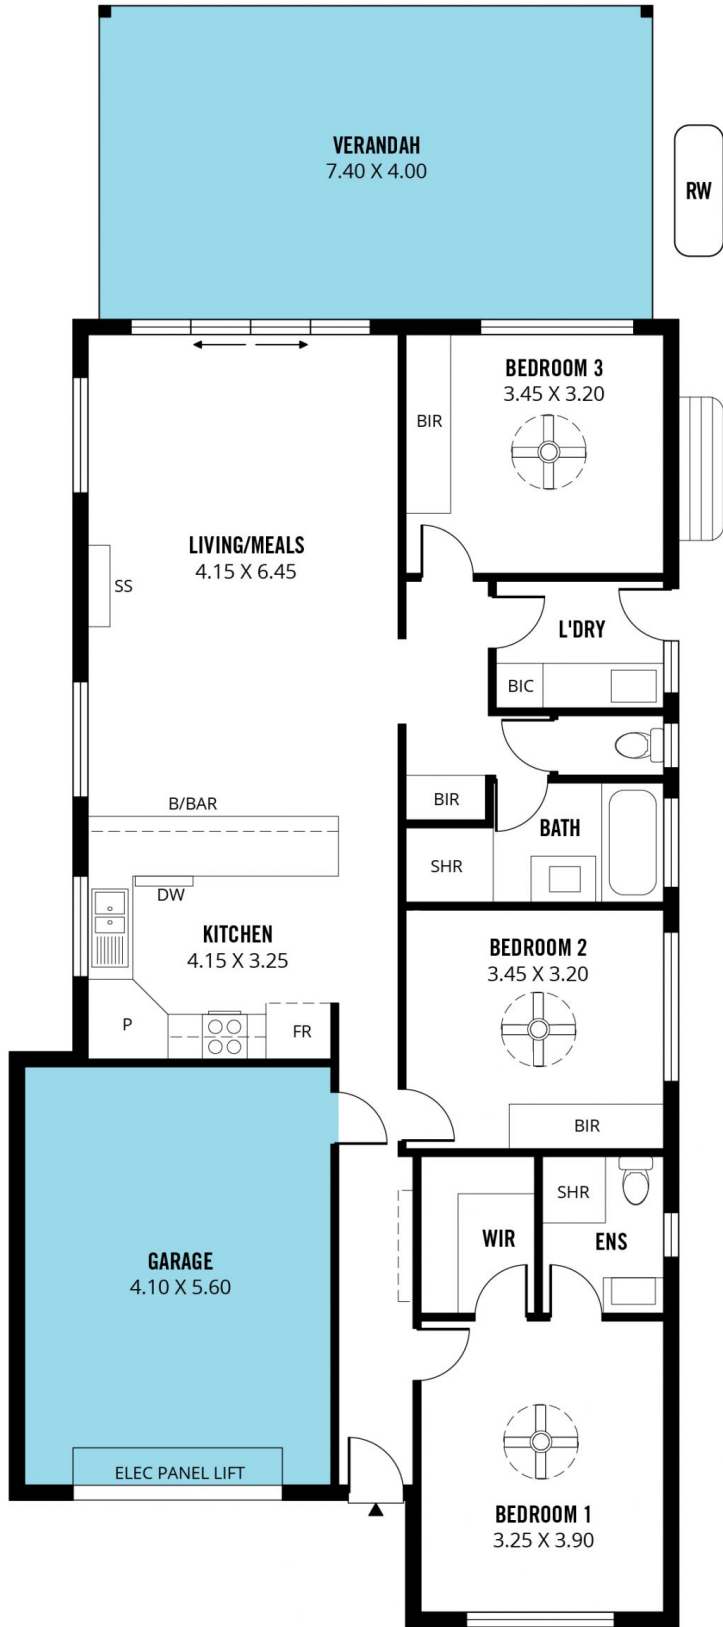 VERANDAH
7.40 X 4.00
RW
BEDROOM 3
3.45 X 3.20
BIR
LIVING/MEALS
4.15 X 6.45
SS
L'DRY
BIC
BIR
B/BAR
BATH
SHR
DW
KITCHEN
4.15 X 3.25
BEDROOM 2
3.45 X 3.20
P
FR
BIR
SHR
WIR
ENS
GARAGE
4.10 X 5.60
ELEC PANEL LIFT
BEDROOM 1
3.25 X 3.90